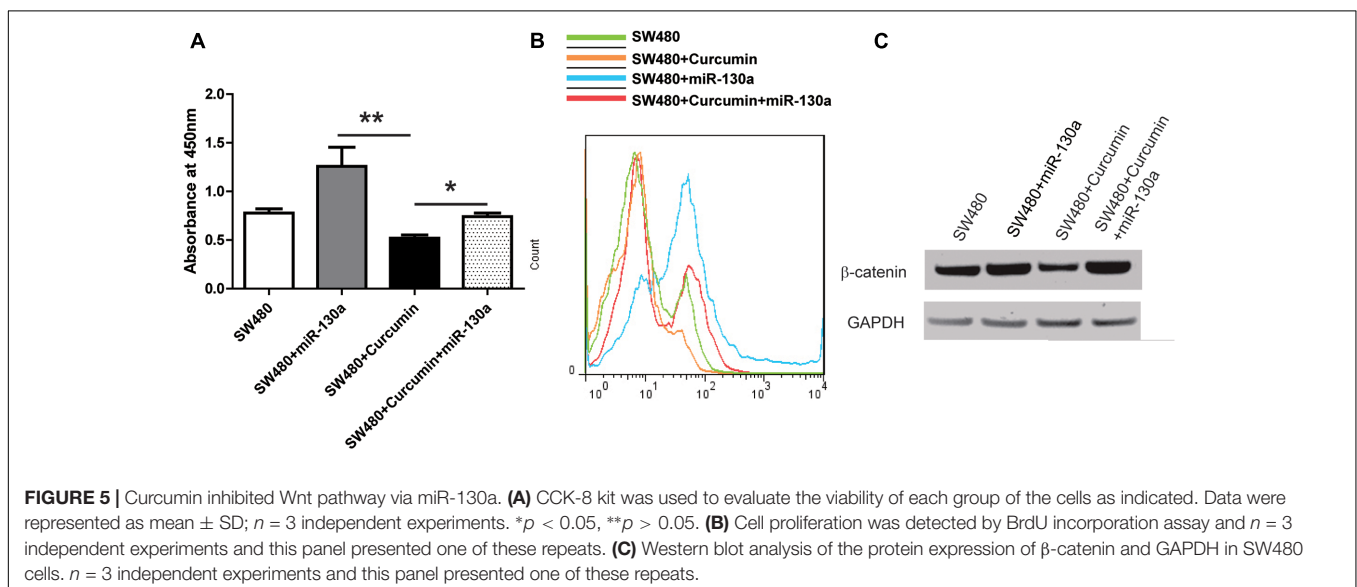 A
B
C
SW480
SW480+Curcumin
SW480+miR-130a
SW480+Curcumin+miR-130a
2.0
1.5
1.0
0.5
0.0
Absorbance at 450nm
**
*
SW480
SW480+miR-130a
SW480+Curcumin
SW480+Curcumin+miR-130a
Count
0
10^0
10^1
10^2
10^3
10^4
SW480
SW480+miR-130a
SW480+Curcumin
SW480+Curcumin
+miR-130a
β-catenin
GAPDH
FIGURE 5 | Curcumin inhibited Wnt pathway via miR-130a. (A) CCK-8 kit was used to evaluate the viability of each group of the cells as indicated. Data were
represented as mean ± SD; n = 3 independent experiments. *p < 0.05, **p > 0.05. (B) Cell proliferation was detected by BrdU incorporation assay and n = 3
independent experiments and this panel presented one of these repeats. (C) Western blot analysis of the protein expression of β-catenin and GAPDH in SW480
cells. n = 3 independent experiments and this panel presented one of these repeats.